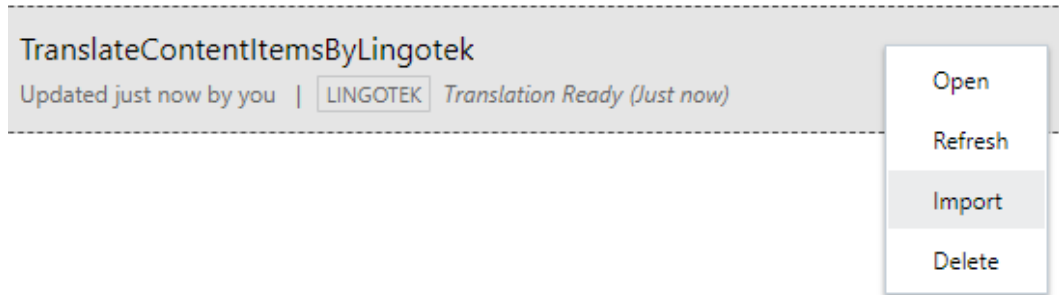 TranslateContentItemsByLingotek
Updated just now by you | LINGOTEK Translation Ready (Just now)
Open
Refresh
Import
Delete